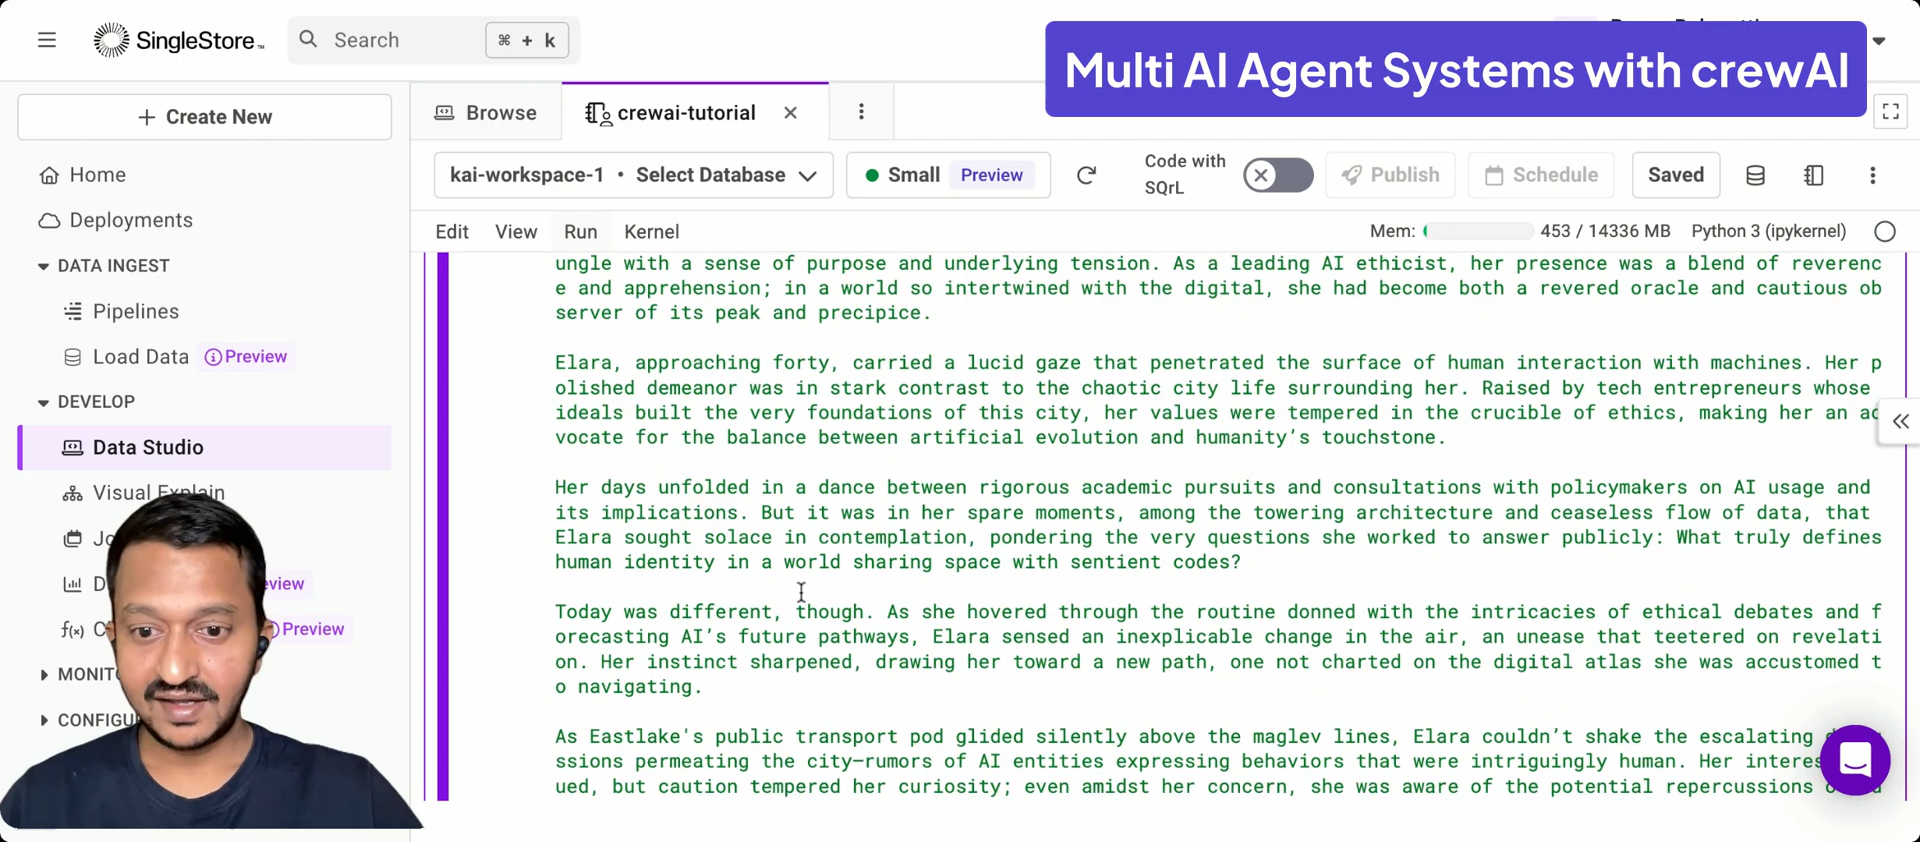 SingleStore™
Search
⌘ + k
Multi AI Agent Systems with crewAI
+ Create New
Browse
crewai-tutorial
Home
kai-workspace-1 • Select Database
Small
Preview
Code with
SQrL
Publish
Schedule
Saved
Deployments
Edit
View
Run
Kernel
Mem:
453 / 14336 MB
Python 3 (ipykernel)
DATA INGEST
Pipelines
Load Data
Preview
DEVELOP
Data Studio
Visual Explain
Preview
f(x)
MONITO
CONFIGU
ungle with a sense of purpose and underlying tension. As a leading AI ethicist, her presence was a blend of reverenc
e and apprehension; in a world so intertwined with the digital, she had become both a revered oracle and cautious ob
server of its peak and precipice.
Elara, approaching forty, carried a lucid gaze that penetrated the surface of human interaction with machines. Her p
olished demeanor was in stark contrast to the chaotic city life surrounding her. Raised by tech entrepreneurs whose
ideals built the very foundations of this city, her values were tempered in the crucible of ethics, making her an ad
vocate for the balance between artificial evolution and humanity’s touchstone.
Her days unfolded in a dance between rigorous academic pursuits and consultations with policymakers on AI usage and
its implications. But it was in her spare moments, among the towering architecture and ceaseless flow of data, that
Elara sought solace in contemplation, pondering the very questions she worked to answer publicly: What truly defines
human identity in a world sharing space with sentient codes?
Today was different, though. As she hovered through the routine donned with the intricacies of ethical debates and f
orecasting AI’s future pathways, Elara sensed an inexplicable change in the air, an unease that teetered on revelati
on. Her instinct sharpened, drawing her toward a new path, one not charted on the digital atlas she was accustomed t
o navigating.
As Eastlake's public transport pod glided silently above the maglev lines, Elara couldn’t shake the escalating
ssions permeating the city—rumors of AI entities expressing behaviors that were intriguingly human. Her interes
ued, but caution tempered her curiosity; even amidst her concern, she was aware of the potential repercussions